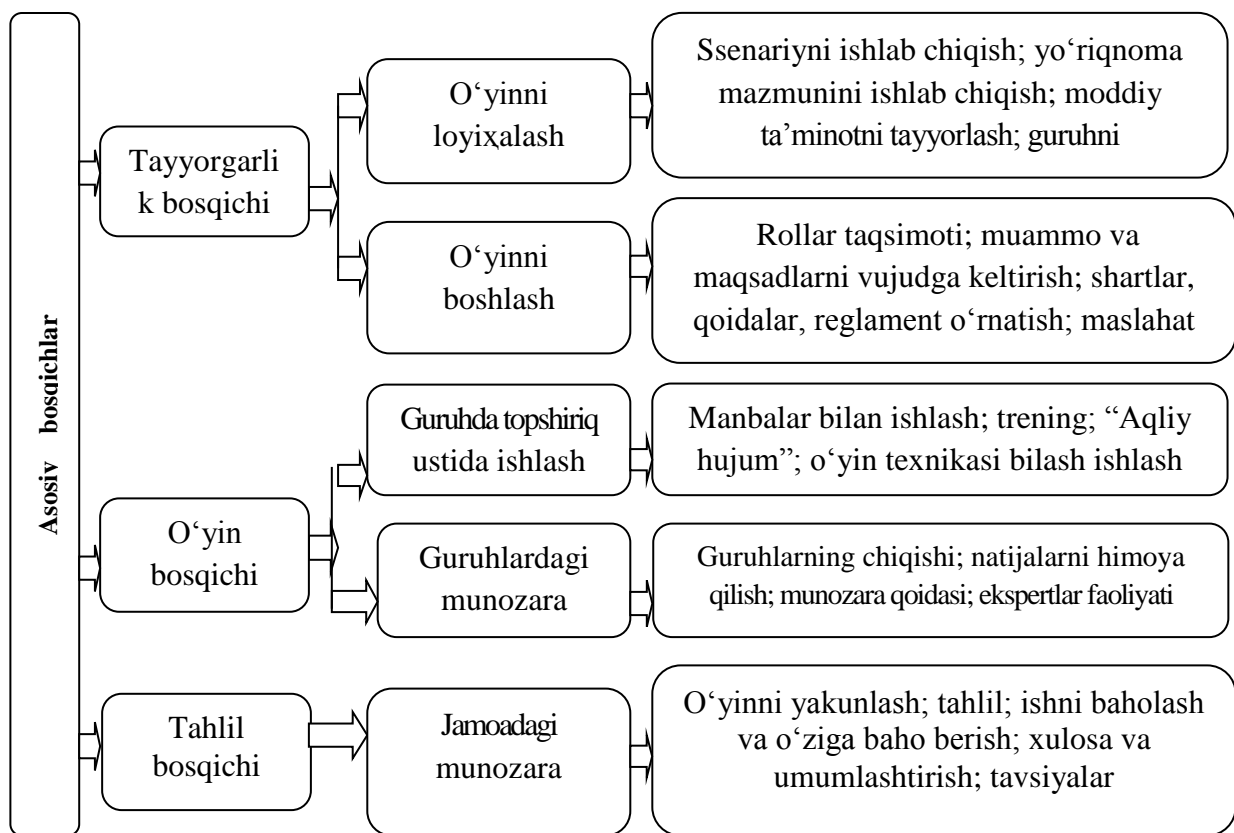 Asosiy bosqichlar
Tayyorgarli
k bosqichi
O‘yinni
loyiҳalash
Ssenariyni ishlab chiqish; yo‘riqnoma
mazmunini ishlab chiqish; moddiy
ta’minotni tayyorlash; guruhni
O‘yinni
boshlash
Rollar taqsimoti; muammo va
maqsadlarni vujudga keltirish; shartlar,
qoidalar, reglament o‘rnatish; maslahat
O‘yin
bosqichi
Guruhda topshiriq
ustida ishlash
Manbalar bilan ishlash; trening; “Aqliy
hujum”; o‘yin texnikasi bilash ishlash
Guruhlardagi
munozara
Guruhlarning chiqishi; natijalarni himoya
qilish; munozara qoidasi; ekspertlar faoliyati
Tahlil
bosqichi
Jamoadagi
munozara
O‘yinni yakunlash; tahlil; ishni baholash
va o‘ziga baho berish; xulosa va
umumlashtirish; tavsiyalar